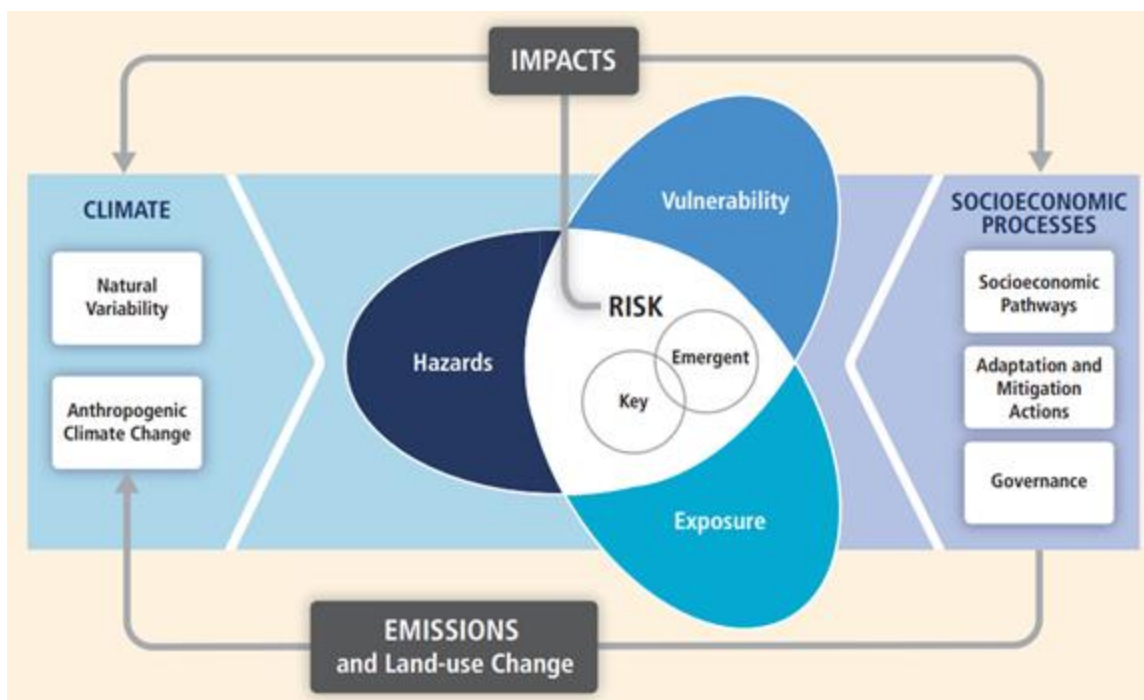 IMPACTS
CLIMATE
Natural
Variability
Anthropogenic
Climate Change
Vulnerability
Hazards
RISK
Emergent
Key
Exposure
SOCIOECONOMIC
PROCESSES
Socioeconomic
Pathways
Adaptation and
Mitigation
Actions
Governance
EMISSIONS
and Land-use Change